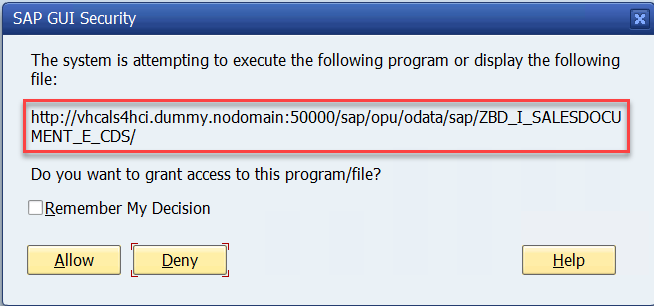 SAP GUI Security
The system is attempting to execute the following program or display the following
file:
http://vhcals4hci.dummy.nodomain:50000/sap/opu/odata/sap/ZBD_I_SALESDOCU
MENT_E_CDS/
Do you want to grant access to this program/file?
Remember My Decision
Allow Deny Help